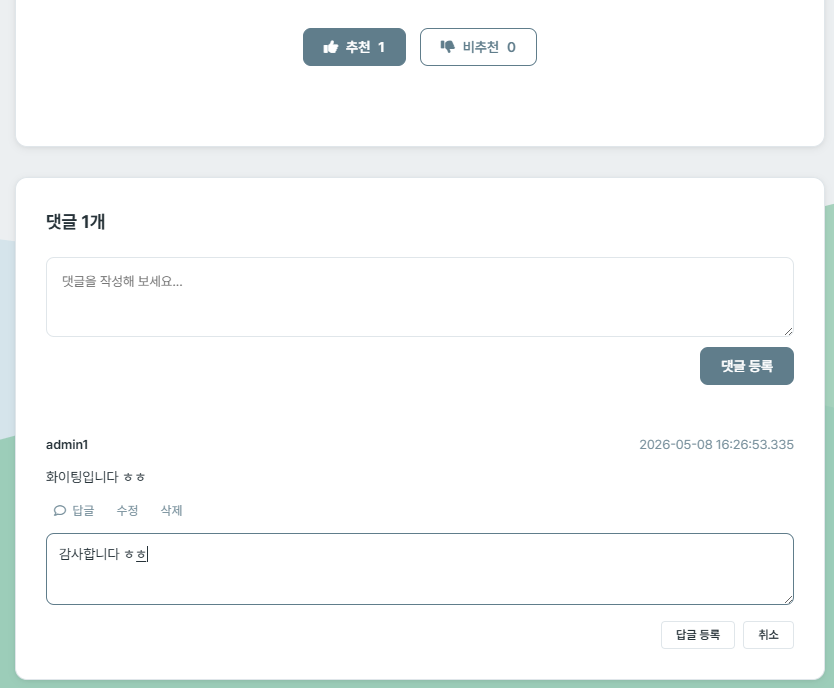 추천 1 비추천 0
댓글 1개
댓글을 작성해 보세요...
댓글 등록
admin1 2026-05-08 16:26:53.335
화이팅입니다 ㅎㅎ
답글 수정 삭제
감사합니다 ㅎㅎ
답글 등록 취소